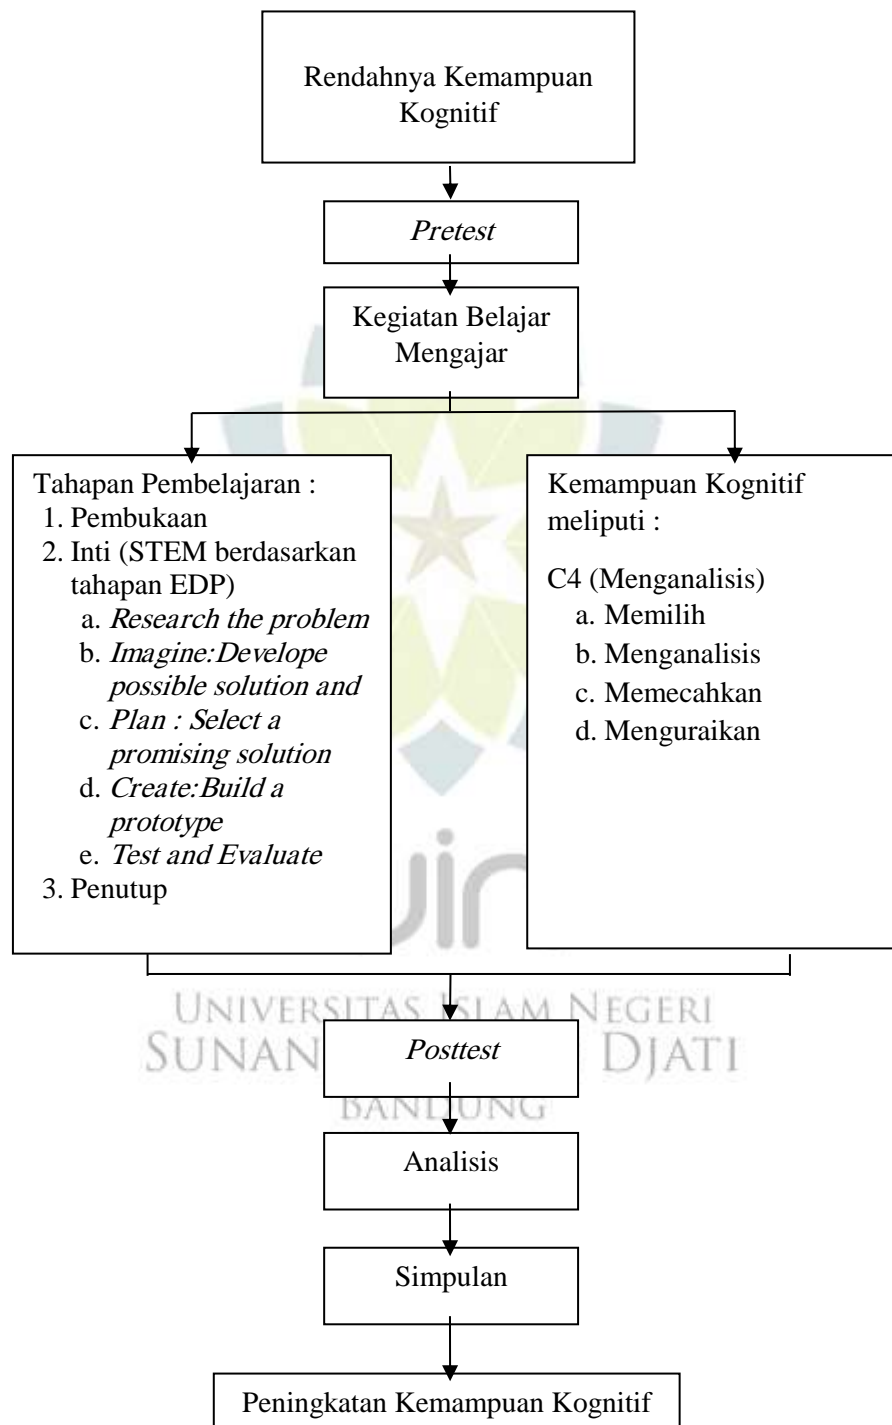 Rendahnya Kemampuan
Kognitif
Pretest
Kegiatan Belajar
Mengajar
Tahapan Pembelajaran :
1. Pembukaan
2. Inti (STEM berdasarkan
tahapan EDP)
a. Research the problem
b. Imagine:Develope
possible solution and
c. Plan : Select a
promising solution
d. Create:Build a
prototype
e. Test and Evaluate
3. Penutup
Kemampuan Kognitif
meliputi :
C4 (Menganalisis)
a. Memilih
b. Menganalisis
c. Memecahkan
d. Menguraikan
UNIVERSITAS ISLAM NEGERI
SUNAN DJATI
BANDUNG
Posttest
Analisis
Simpulan
Peningkatan Kemampuan Kognitif